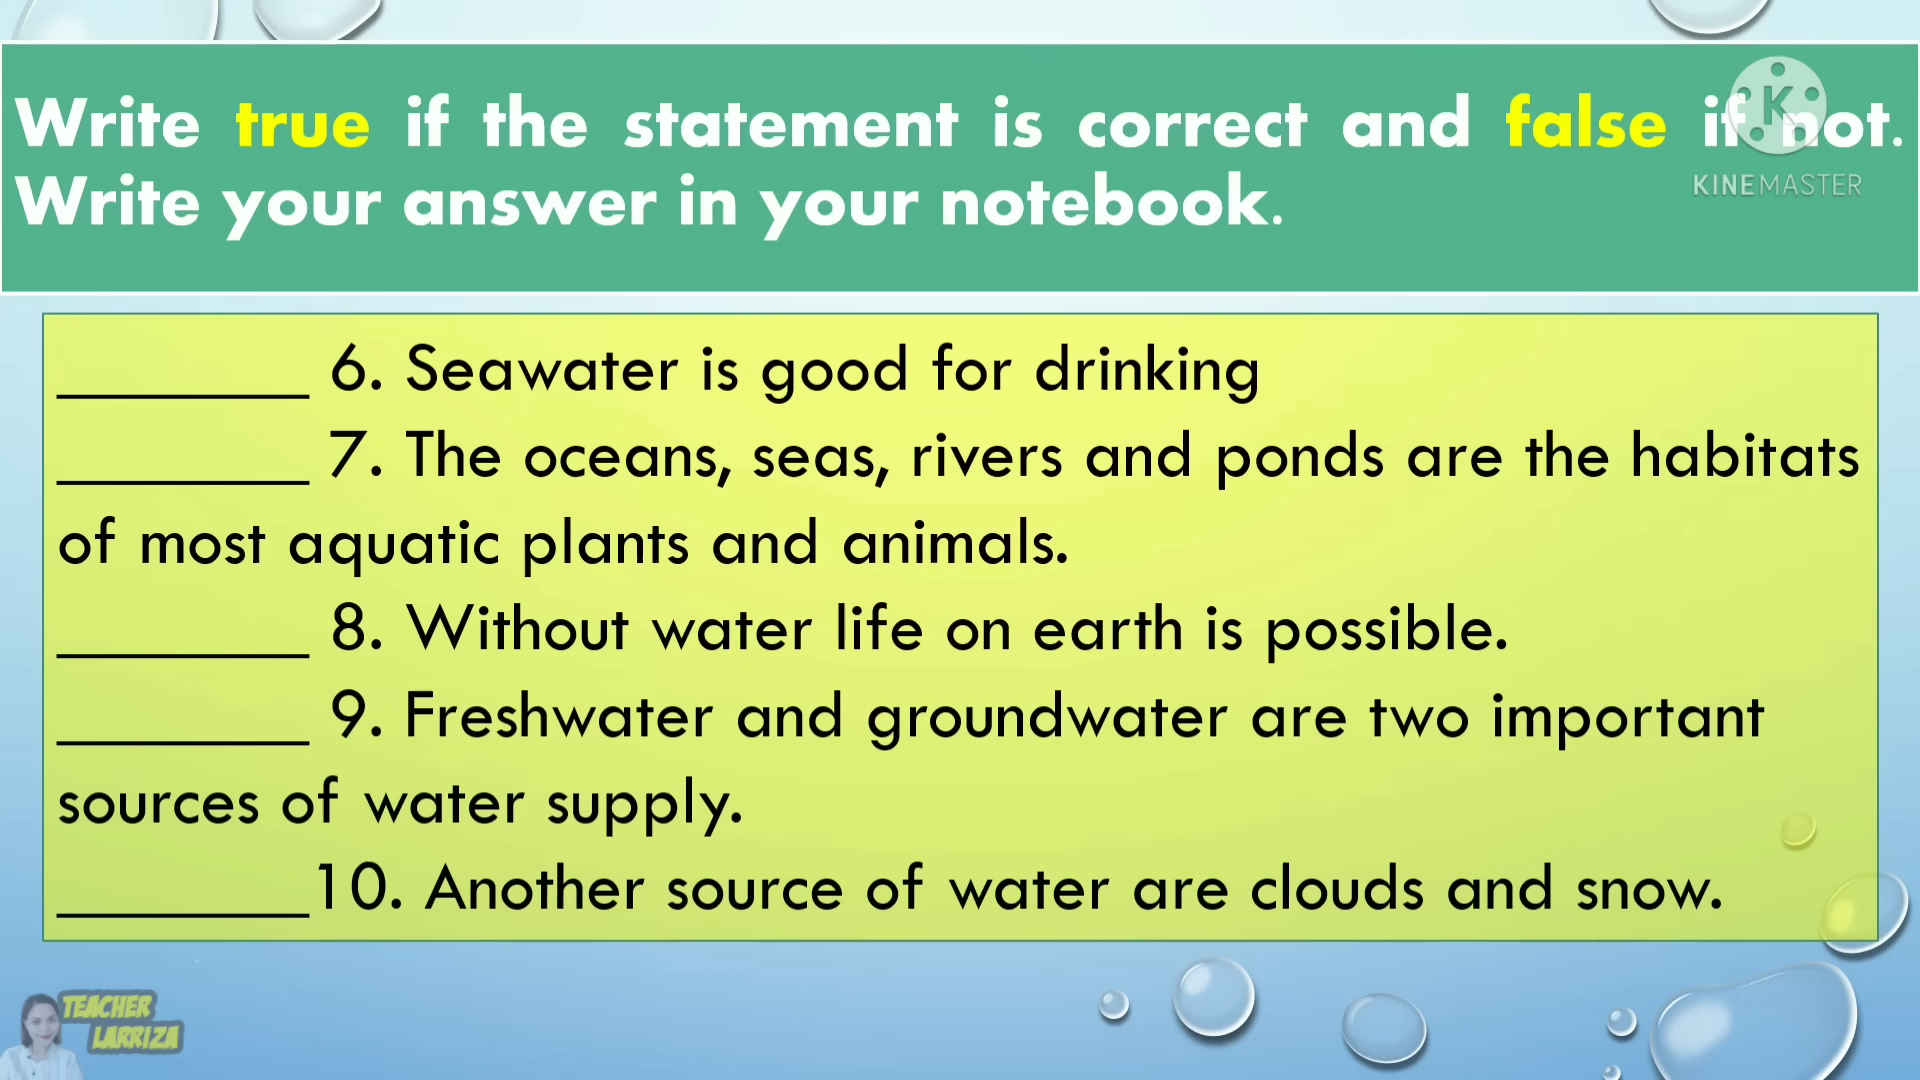 Write true if the statement is correct and false if not.
Write your answer in your notebook.
KINEMASTER
________ 6. Seawater is good for drinking
________ 7. The oceans, seas, rivers and ponds are the habitats
of most aquatic plants and animals.
________ 8. Without water life on earth is possible.
________ 9. Freshwater and groundwater are two important
sources of water supply.
________10. Another source of water are clouds and snow.
TEACHER
LARRIZA